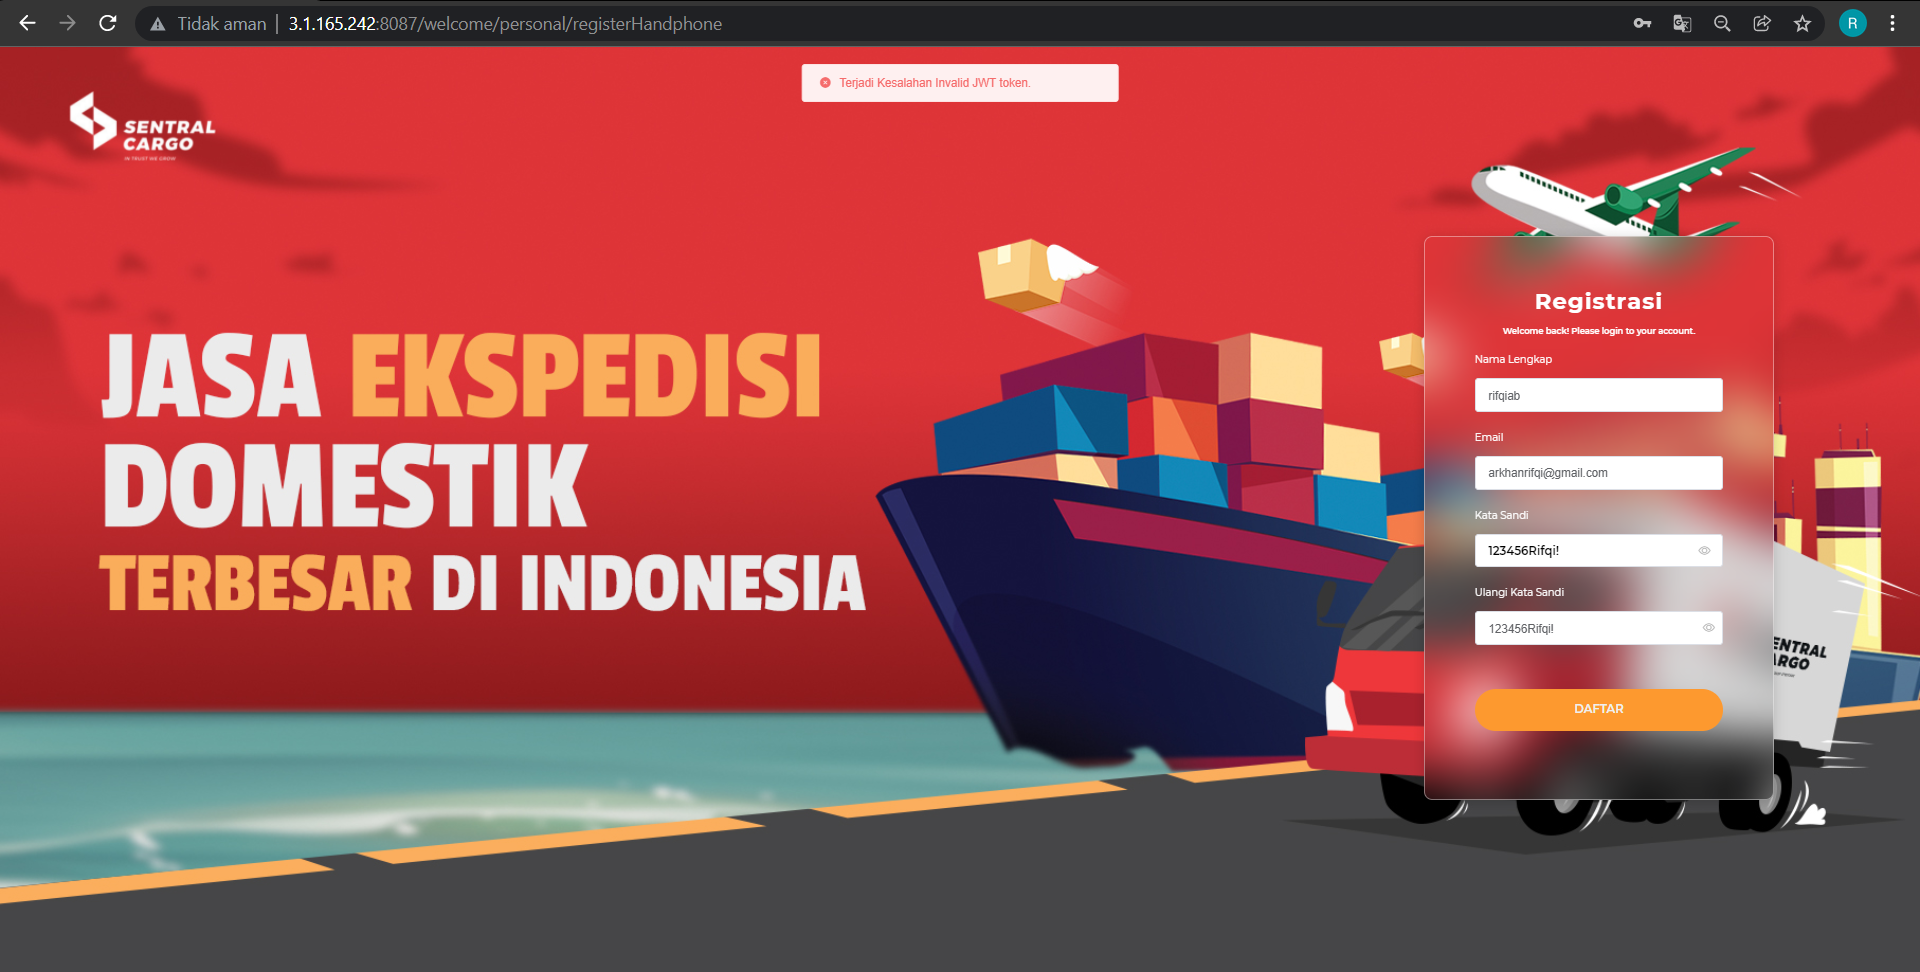 Tidak aman
3.1.165.242:8087/welcome/personal/registerHandphone
R
Terjadi Kesalahan Invalid JWT token.
SENTRAL
CARGO
IN TRUST WE GROW
JASA EKSPEDISI
DOMESTIK
TERBESAR DI INDONESIA
Registrasi
Welcome back! Please login to your account.
Nama Lengkap
rifqiab
Email
arkhanrifqi@gmail.com
Kata Sandi
123456Rifqi!
Ulangi Kata Sandi
123456Rifqi!
DAFTAR
ENTRAL
ARGO